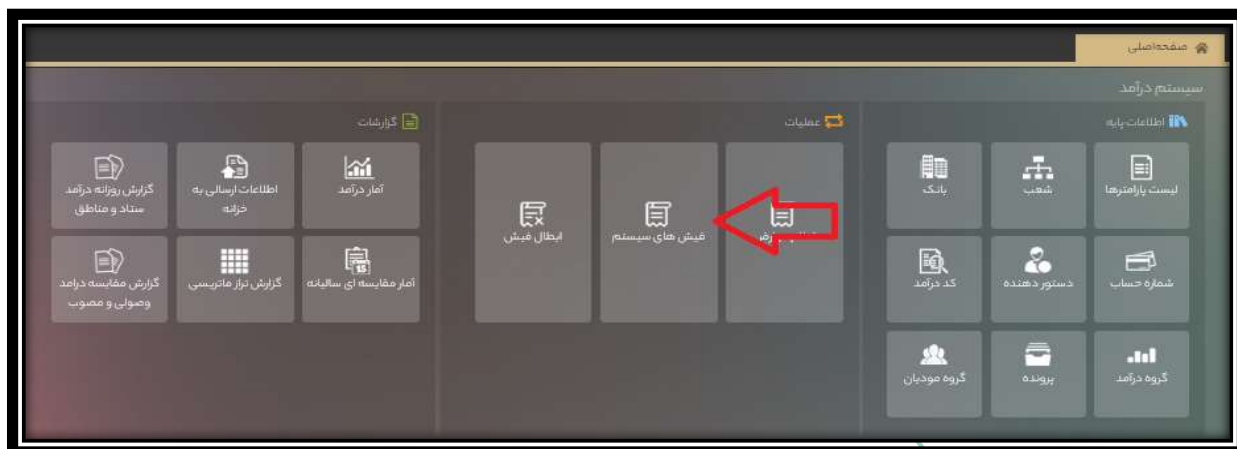 صفحه‌اصلی
سیستم درآمد
اطلاعات پایه
لیست پارامترها
شعب
بانک
شماره حساب
دستور دهنده
کد درآمد
گروه درآمد
پرونده
گروه مودیان
عملیات
فیش های سیستم
ابطال فیش
گزارشات
آمار درآمد
اطلاعات ارسالی به
خزانه
گزارش روزانه درآمد
ستاد و مناطق
آمار مقایسه ای سالیانه
گزارش تراز ماتریسی
گزارش مقایسه درامد
وصولی و مصوب